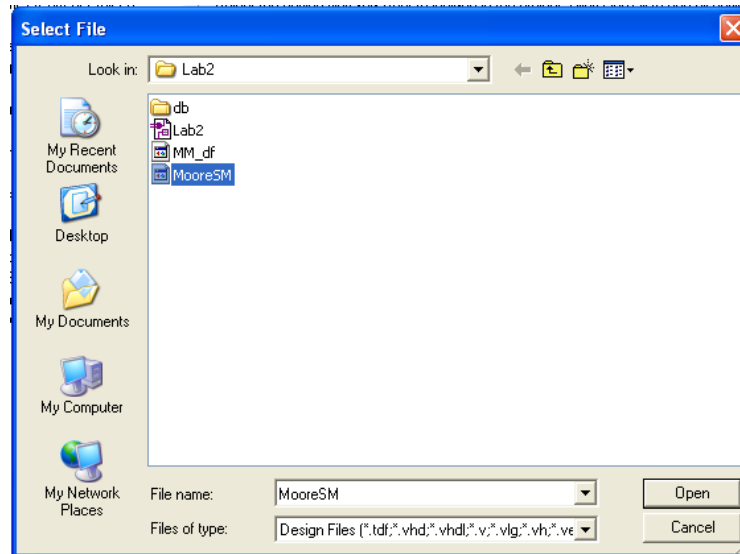 Select File
Look in:
Lab2
My Recent
Documents
Desktop
My Documents
My Computer
My Network
Places
db
Lab2
MM_df
MooreSM
File name:
MooreSM
Open
Files of type:
Design Files (*.tdf;*.vhd;*.vhdl;*.v;*.vlg;*.vh;*.ve
Cancel